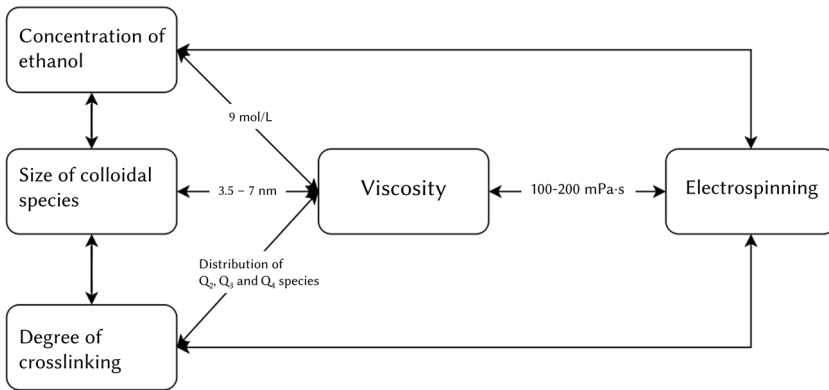 Concentration of
ethanol
9 mol/L
Size of colloidal
species
3.5 – 7 nm
Viscosity
100-200 mPa·s
Electrospinning
Distribution of
Q₂, Q₃ and Q₄ species
Degree of
crosslinking